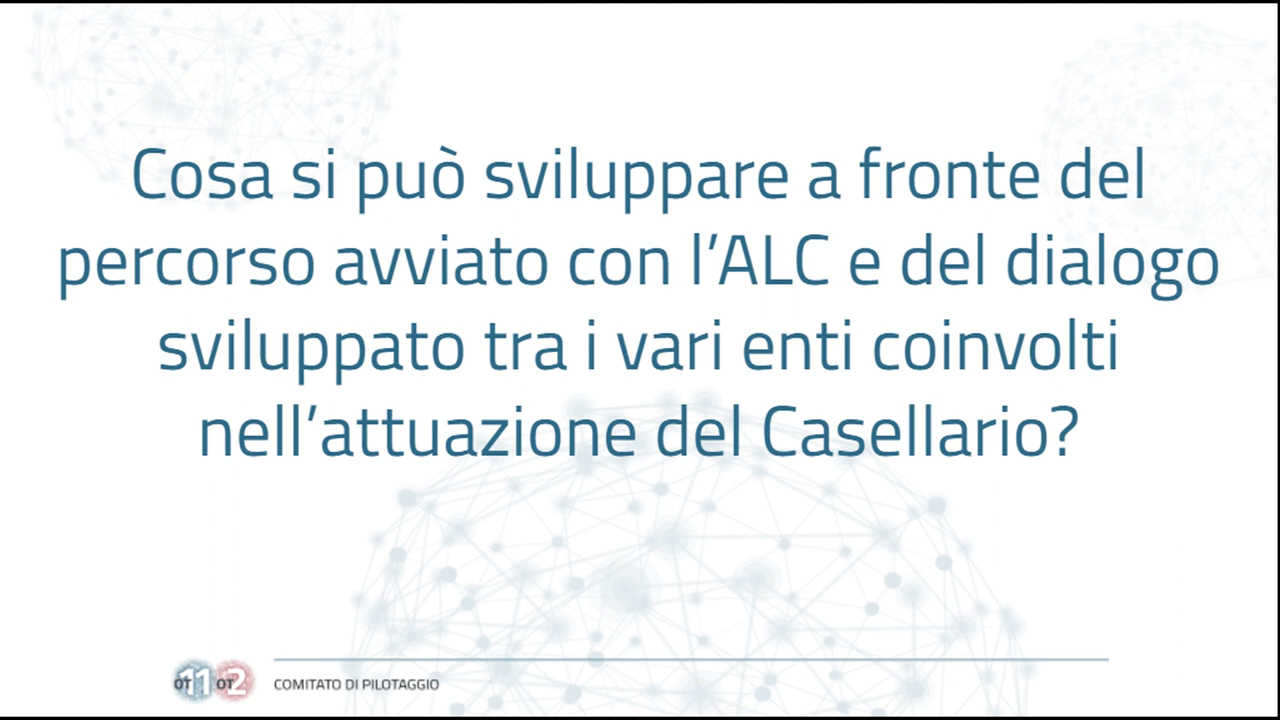 Cosa si può sviluppare a fronte del
percorso avviato con l’ALC e del dialogo
sviluppato tra i vari enti coinvolti
nell’attuazione del Casellario?
OT11 OT2 COMITATO DI PILOTAGGIO